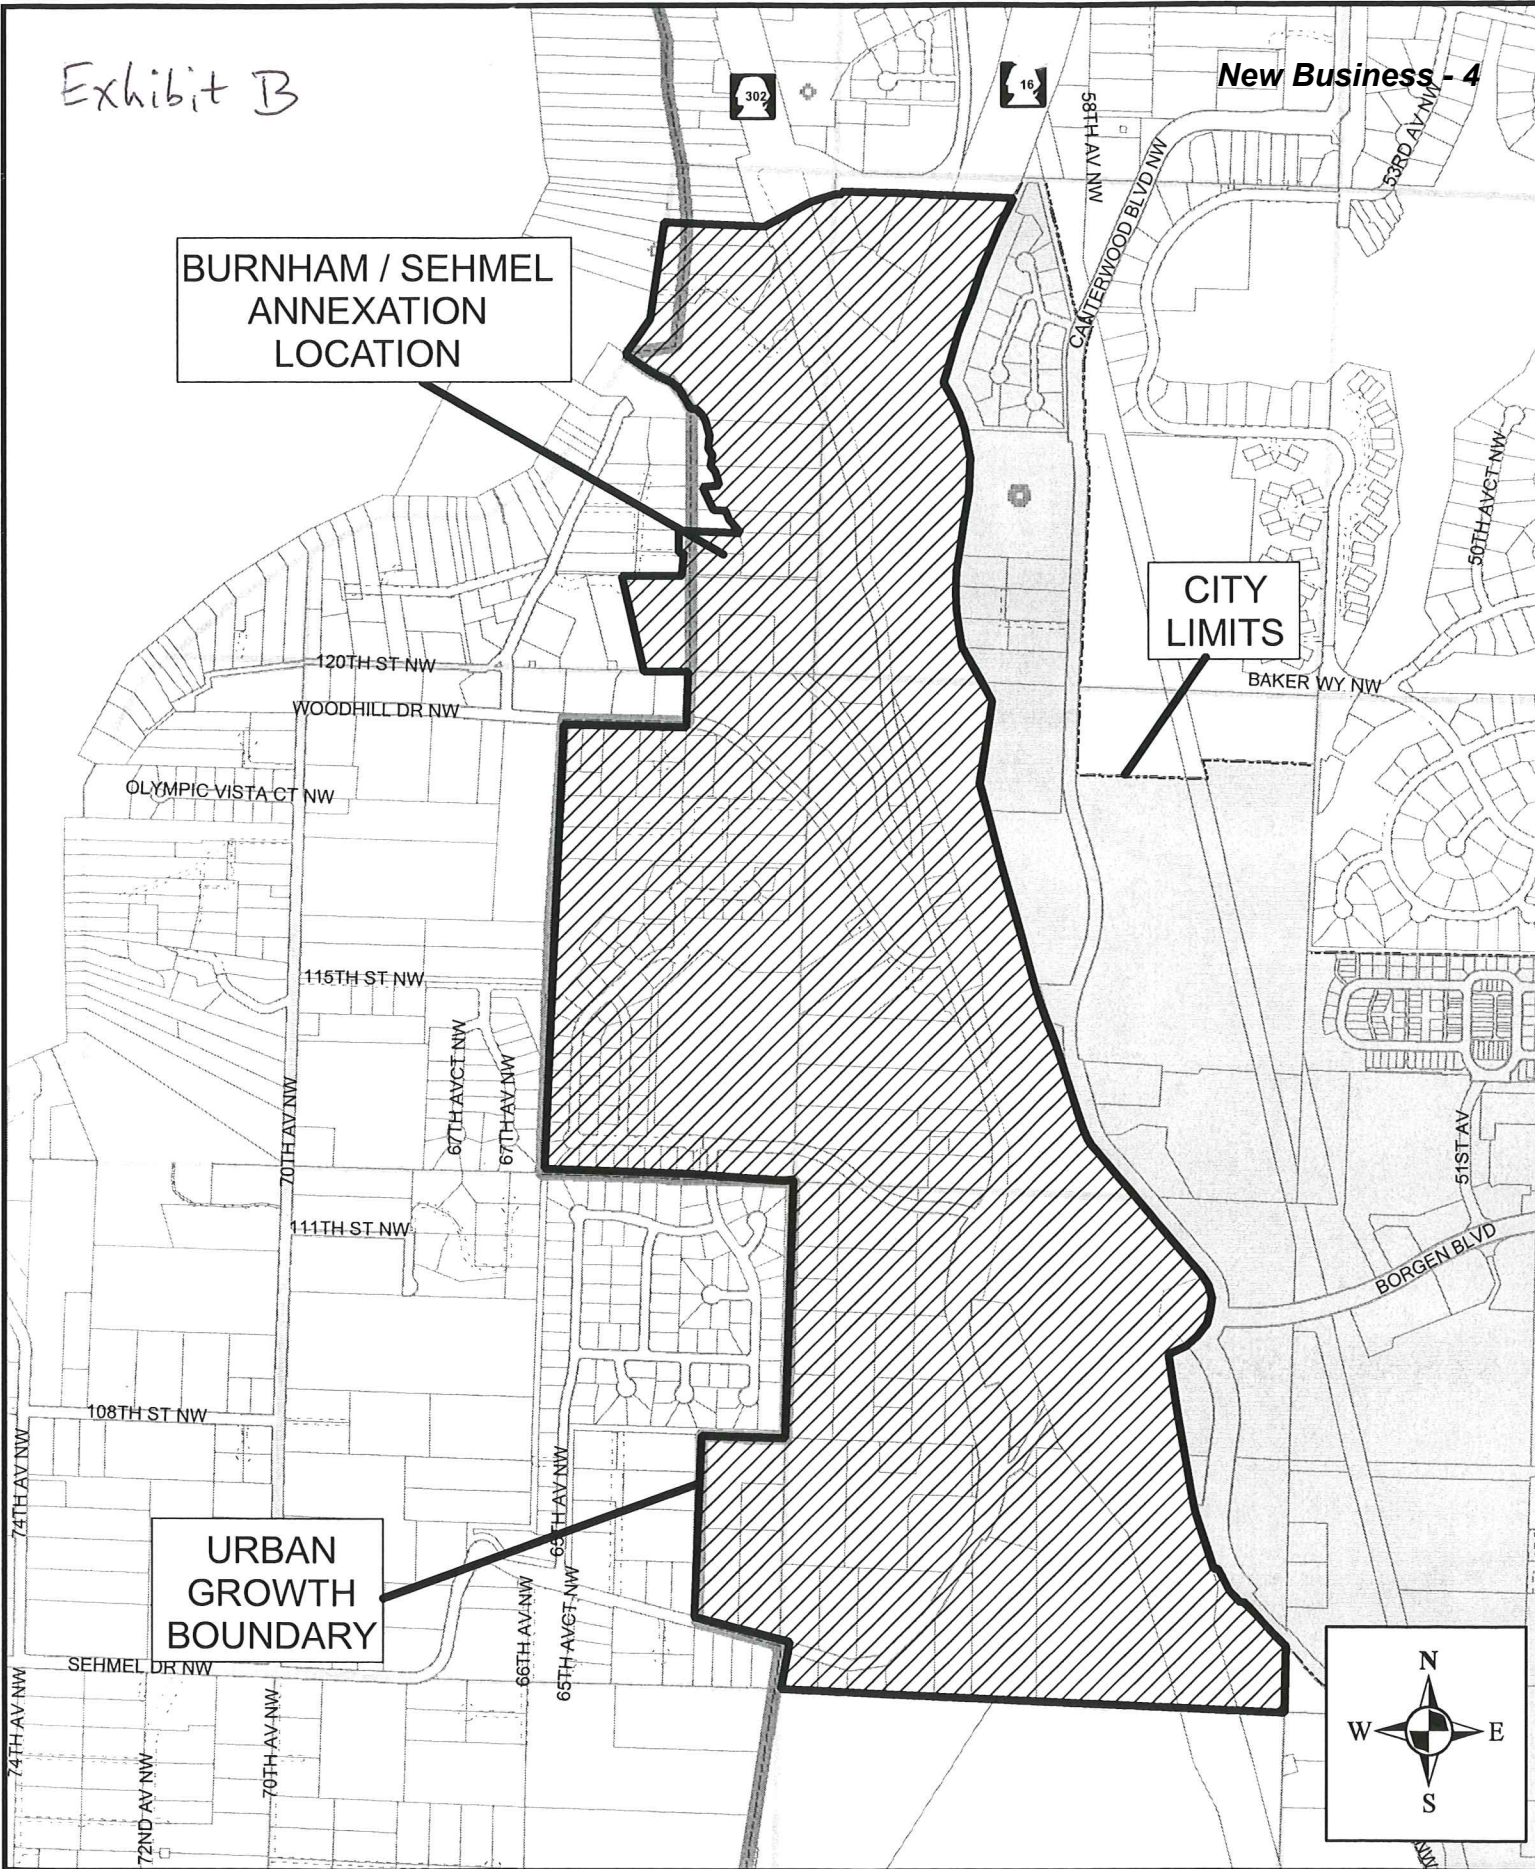 Exhibit B
New Business - 4
302
16
58TH AV NW
53RD AV NW
CANTERWOOD BLVD NW
BURNHAM / SEHMEL
ANNEXATION
LOCATION
50TH AVCT NW
CITY
LIMITS
120TH ST NW
BAKER WY NW
WOODHILL DR NW
OLYMPIC VISTA CT NW
115TH ST NW
67TH AVCT NW
67TH AV NW
70TH AV NW
51ST AV
111TH ST NW
BORGEN BLVD
108TH ST NW
74TH AV NW
65TH AV NW
URBAN
GROWTH
BOUNDARY
66TH AV NW
65TH AVCT NW
SEHMEL DR NW
74TH AV NW
70TH AV NW
72ND AV NW
N
W
E
S
NW